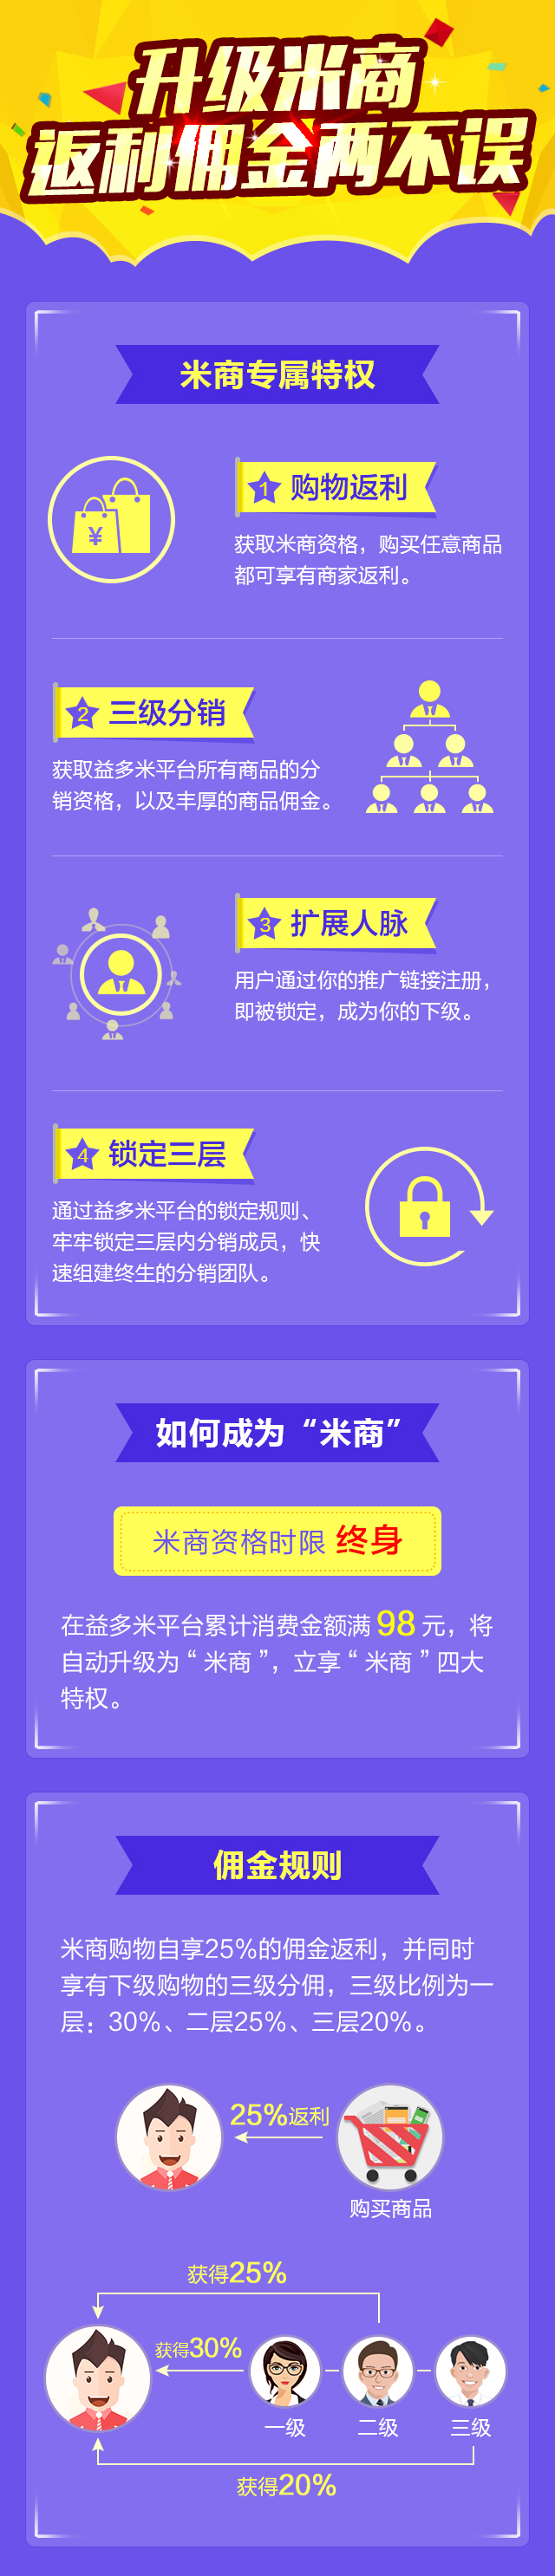 升级米商
返利佣金两不误
米商专属特权
1 购物返利
¥
获取米商资格，购买任意商品
都可享有商家返利。
2 三级分销
获取益多米平台所有商品的分
销资格，以及丰厚的商品佣金。
3 扩展人脉
用户通过你的推广链接注册，
即被锁定，成为你的下级。
4 锁定三层
通过益多米平台的锁定规则、
牢牢锁定三层内分销成员，快
速组建终生的分销团队。
如何成为“米商”
米商资格时限 终身
在益多米平台累计消费金额满 98 元，将
自动升级为“米商”，立享“米商”四大
特权。
佣金规则
米商购物自享25%的佣金返利，并同时
享有下级购物的三级分佣，三级比例为一
层：30%、二层25%、三层20%。
25%返利
购买商品
获得25%
获得30%
一级 二级 三级
获得20%